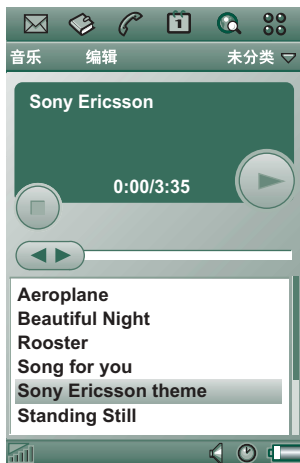 1
音乐 编辑 未分类
Sony Ericsson
0:00/3:35
Aeroplane
Beautiful Night
Rooster
Song for you
Sony Ericsson theme
Standing Still